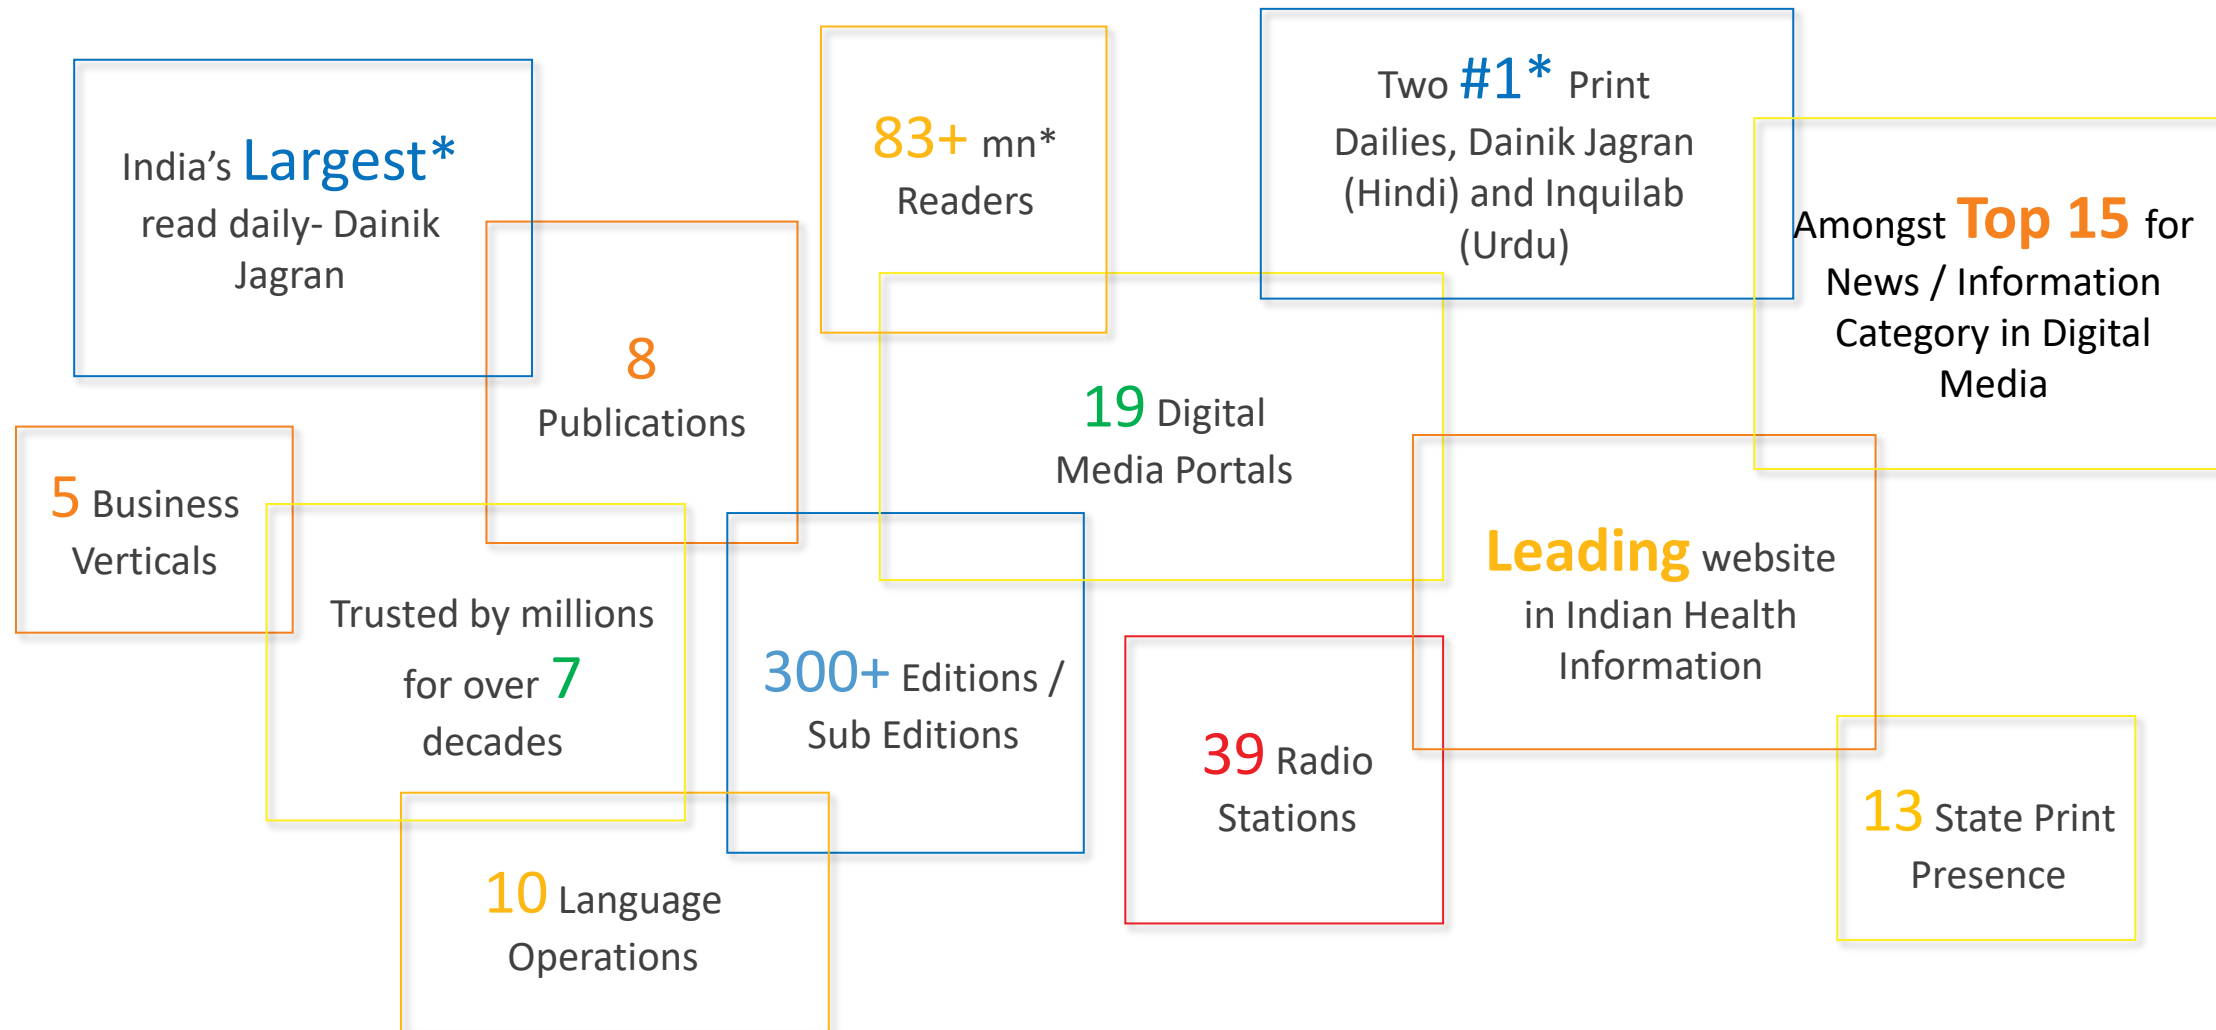 India’s Largest*
read daily- Dainik
Jagran
83+ mn*
Readers
Two #1* Print
Dailies, Dainik Jagran
(Hindi) and Inquilab
(Urdu)
Amongst Top 15 for
News / Information
Category in Digital
Media
8
Publications
19 Digital
Media Portals
5 Business
Verticals
Trusted by millions
for over 7
decades
300+ Editions /
Sub Editions
Leading website
in Indian Health
Information
39 Radio
Stations
13 State Print
Presence
10 Language
Operations